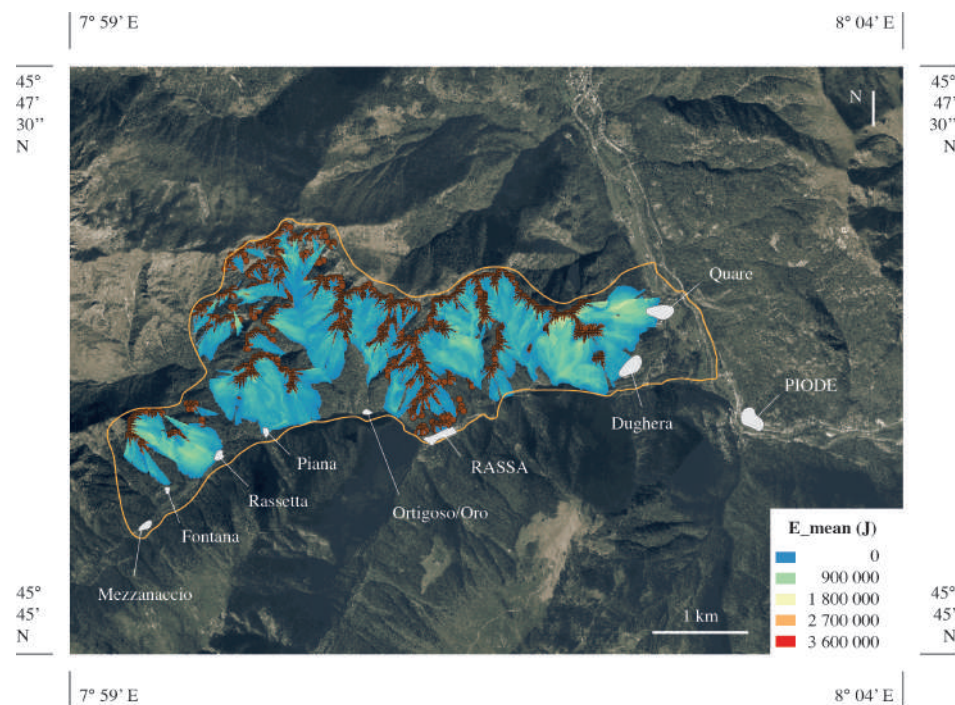 7° 59’ E
8° 04’ E
45°
47’
30’’
N
45°
47’
30’’
N
N
Quare
PIODE
Dughera
RASSA
Piana
Ortigoso/Oro
Rassetta
Fontana
Mezzanaccio
E_mean (J)
0
900 000
1 800 000
2 700 000
3 600 000
1 km
45°
45’
N
45°
45’
N
7° 59’ E
8° 04’ E